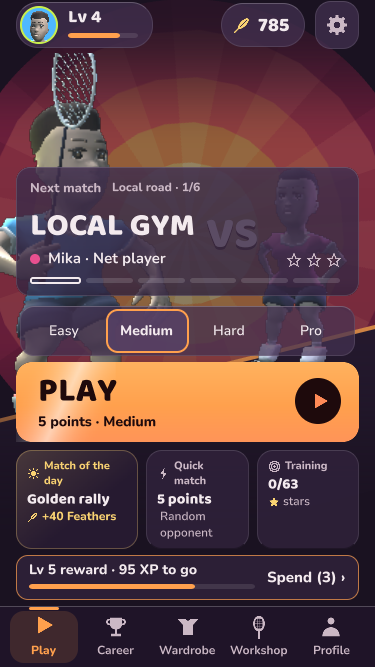 Lv 4
785
Next match Local road · 1/6
LOCAL GYM VS
Mika · Net player
Easy Medium Hard Pro
PLAY
5 points · Medium
Match of the
day
Golden rally
+40 Feathers
Quick
match
5 points
Random
opponent
Training
0/63
stars
Lv 5 reward · 95 XP to go
Spend (3) ›
Play Career Wardrobe Workshop Profile